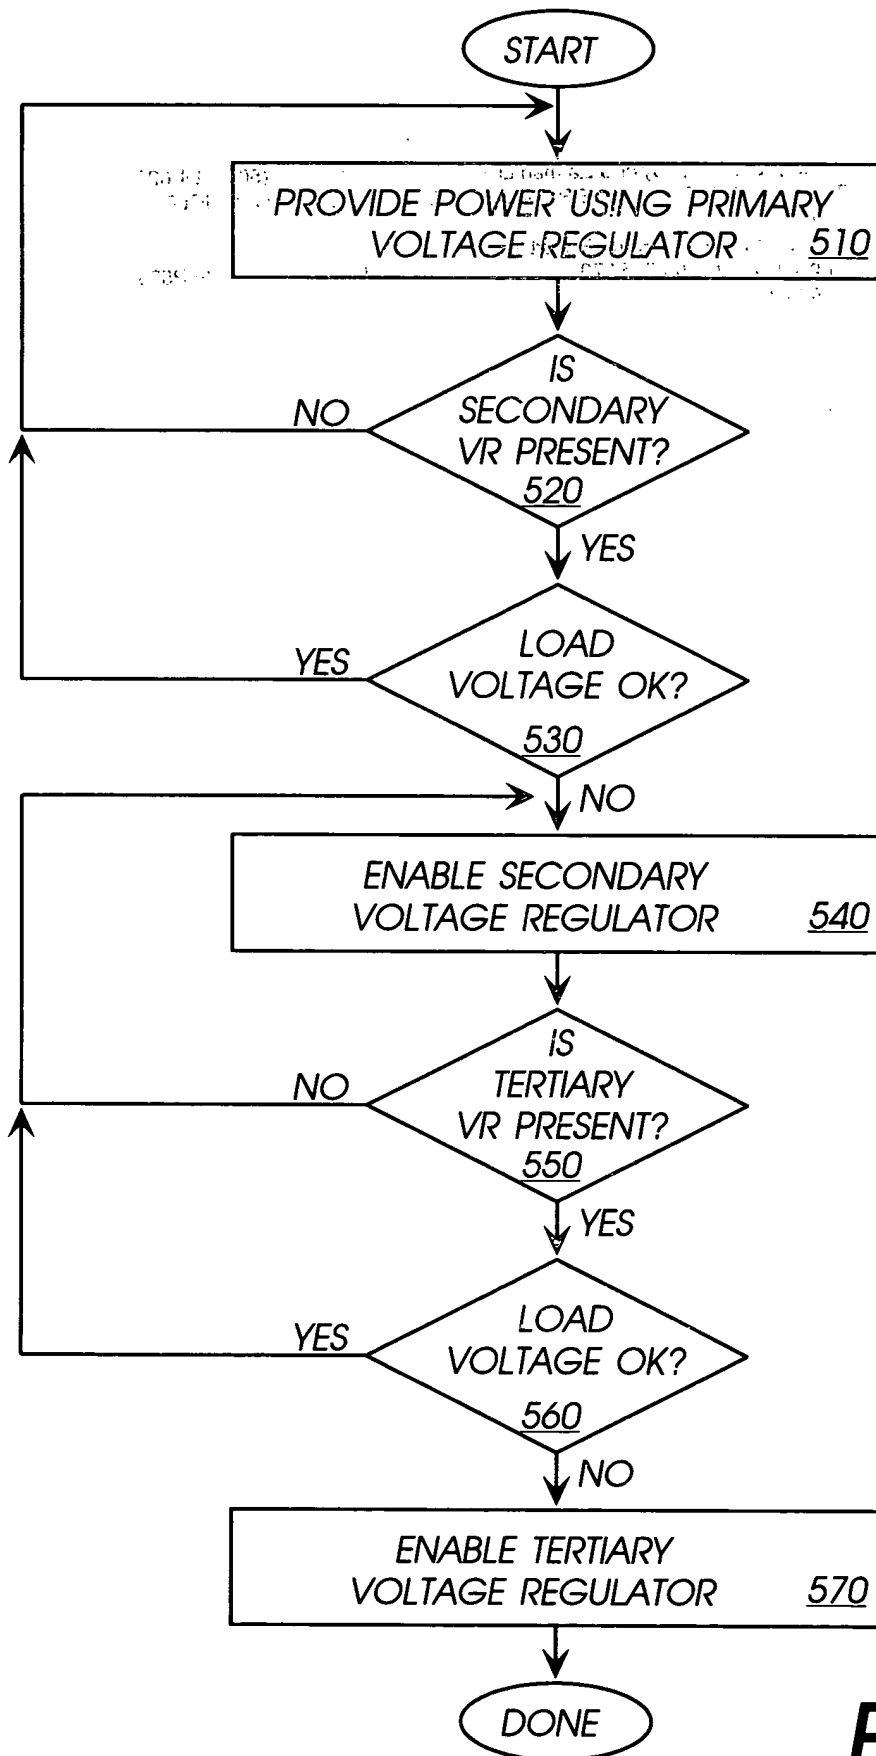 START
PROVIDE POWER USING PRIMARY
VOLTAGE REGULATOR 510
IS
SECONDARY
VR PRESENT?
520
NO
YES
LOAD
VOLTAGE OK?
530
YES
NO
ENABLE SECONDARY
VOLTAGE REGULATOR 540
IS
TERTIARY
VR PRESENT?
550
NO
YES
LOAD
VOLTAGE OK?
560
YES
NO
ENABLE TERTIARY
VOLTAGE REGULATOR 570
DONE